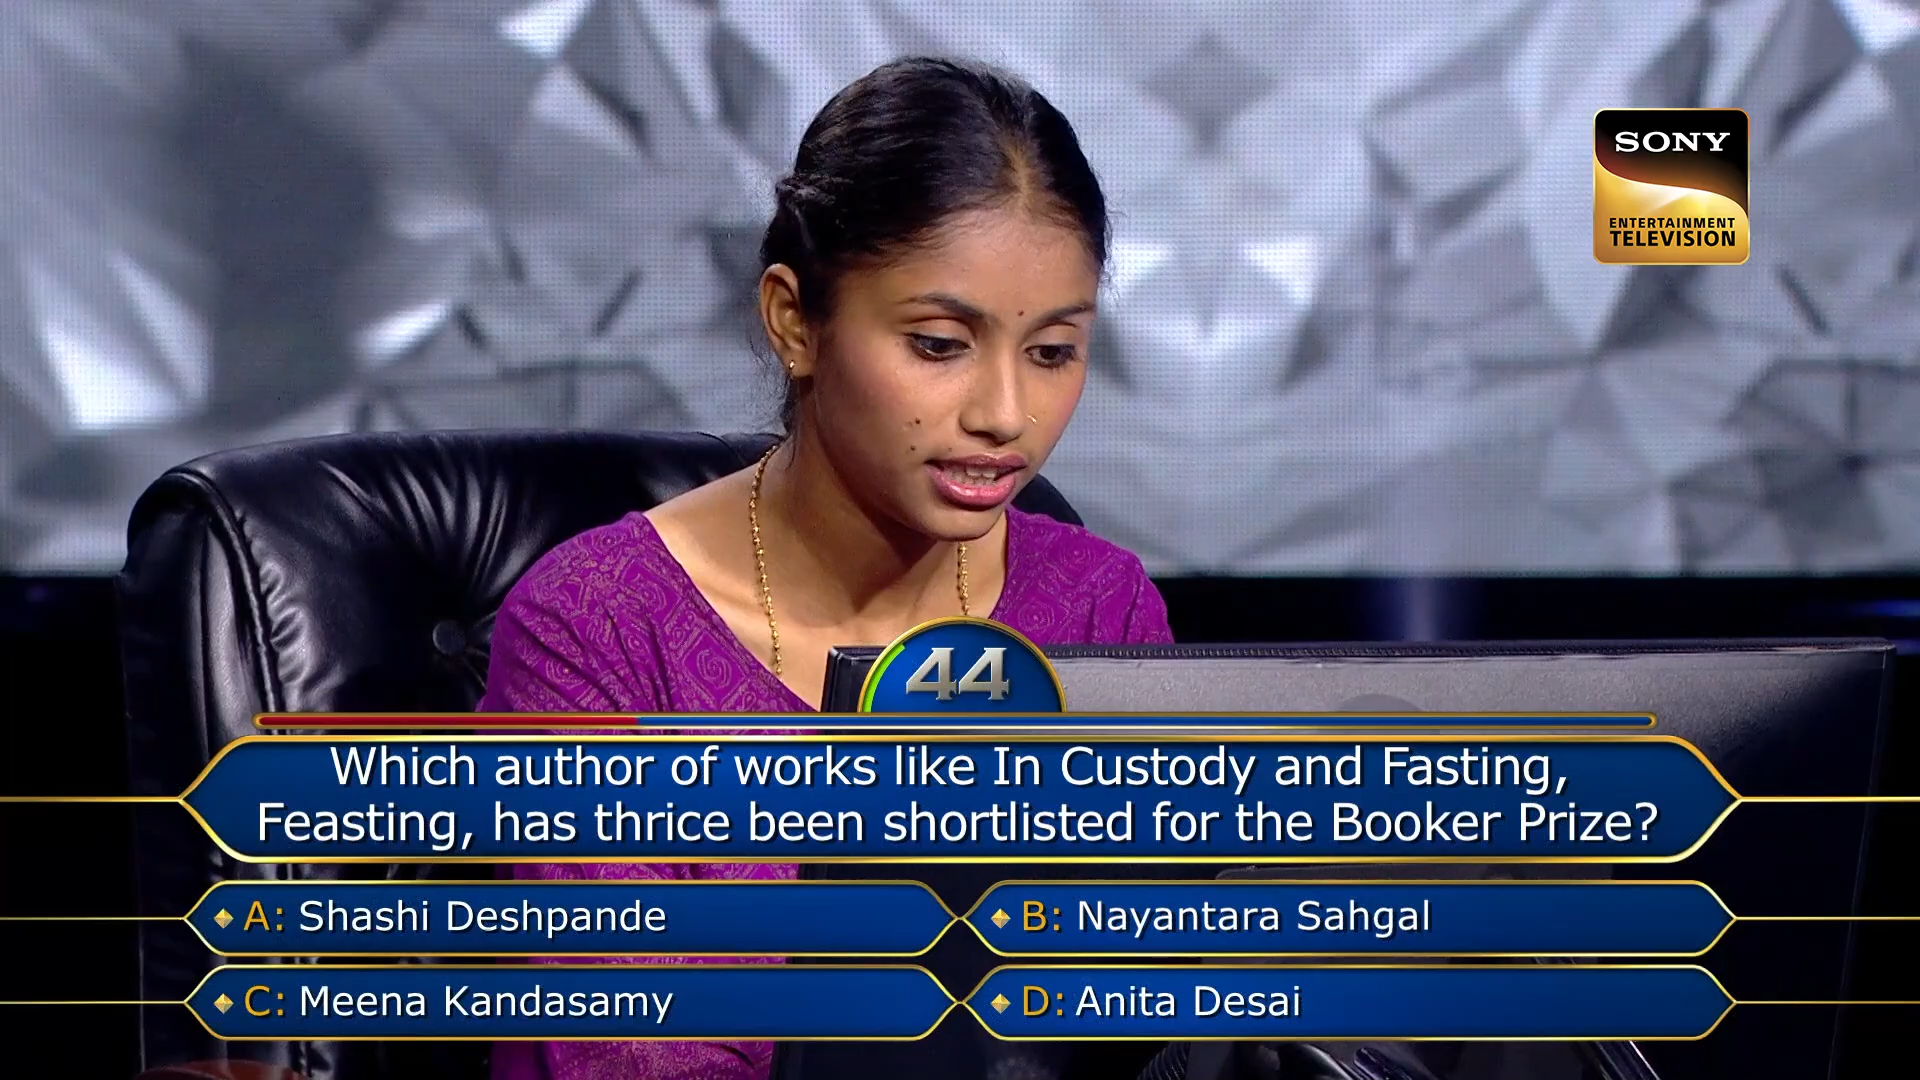 SONY
ENTERTAINMENT
TELEVISION
44
Which author of works like In Custody and Fasting,
Feasting, has thrice been shortlisted for the Booker Prize?
A: Shashi Deshpande
B: Nayantara Sahgal
C: Meena Kandasamy
D: Anita Desai